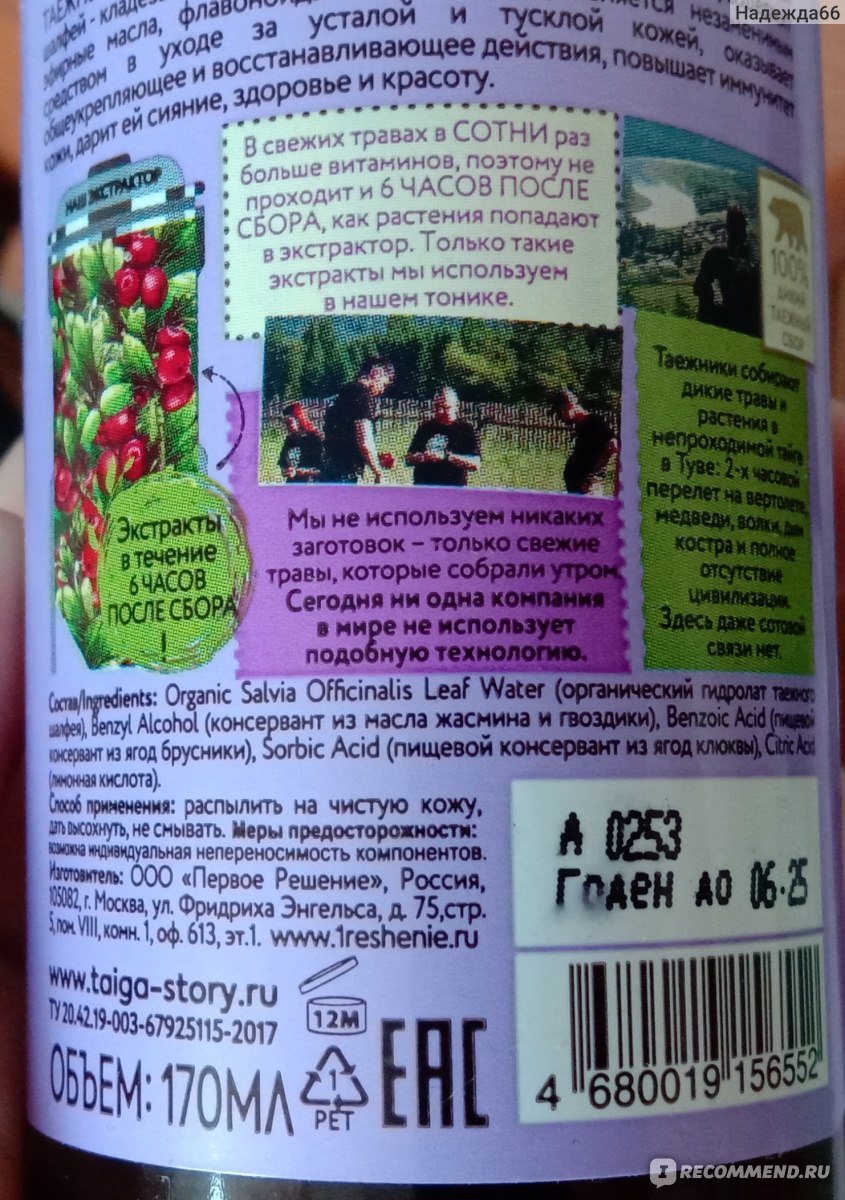 Надежда66
шалфей - кладезь
эфирные масла, является незаменимым
средством в уходе за усталой и тусклой кожей, оказывает
общеукрепляющее и восстанавливающее действия, повышает иммунитет
кожи, дарит ей сияние, здоровье и красоту.
НАШ ЭКСТРАКТОР
В свежих травах в СОТНИ раз
больше витаминов, поэтому не
проходит и 6 ЧАСОВ ПОСЛЕ
СБОРА, как растения попадают
в экстрактор. Только такие
экстракты мы используем
в нашем тонике.
100%
ДИКИЙ
ТАЕЖНЫЙ
СБОР
Экстракты
в течение
6 ЧАСОВ
ПОСЛЕ СБОРА
!
Мы не используем никаких
заготовок – только свежие
травы, которые собрали утром.
Сегодня ни одна компания
в мире не использует
подобную технологию.
Таежники собирают
дикие травы и
растения в
непроходимой тайге
в Туве: 2-х часовой
перелет на вертолете,
медведи, волки, дым
костра и полное
отсутствие
цивилизации.
Здесь даже сотовой
связи нет.
Состав/Ingredients: Organic Salvia Officinalis Leaf Water (органический гидролат таежного
шалфея), Benzyl Alcohol (консервант из масла жасмина и гвоздики), Benzoic Acid (пищевой
консервант из ягод брусники), Sorbic Acid (пищевой консервант из ягод клюквы), Citric Acid
(лимонная кислота).
Способ применения: распылить на чистую кожу,
дать высохнуть, не смывать. Меры предосторожности:
возможна индивидуальная непереносимость компонентов.
Изготовитель: ООО «Первое Решение», Россия,
105082, г. Москва, ул. Фридриха Энгельса, д. 75,стр.
5, пом. VIII, комн. 1, оф. 613, эт.1. www.1reshenie.ru
А 0253
Годен до 06.25
www.taiga-story.ru
ТУ 20.42.19-003-67925115-2017
12M
ОБЪЕМ: 170МЛ
1
PET
EAC
4 680019 156552
IRECOMMEND.RU